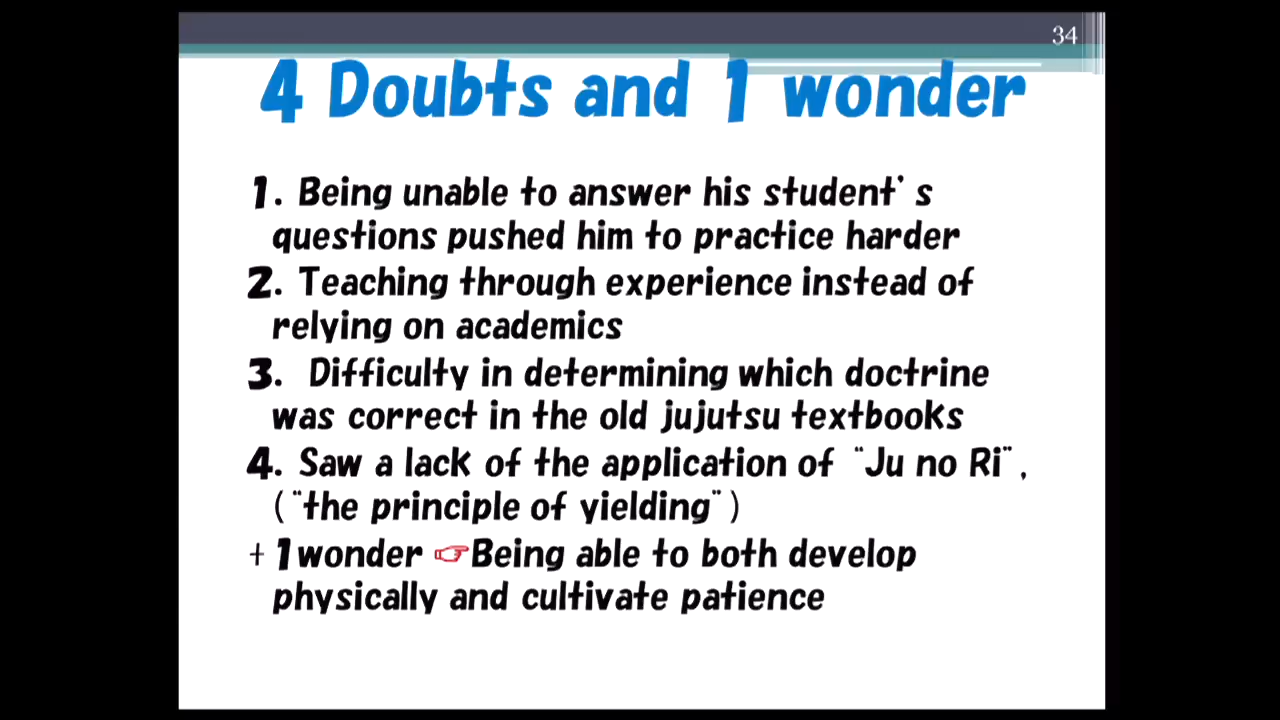 34
4 Doubts and 1 wonder
1. Being unable to answer his student's
questions pushed him to practice harder
2. Teaching through experience instead of
relying on academics
3. Difficulty in determining which doctrine
was correct in the old jujutsu textbooks
4. Saw a lack of the application of "Ju no Ri",
("the principle of yielding")
+ 1wonder ☞Being able to both develop
physically and cultivate patience